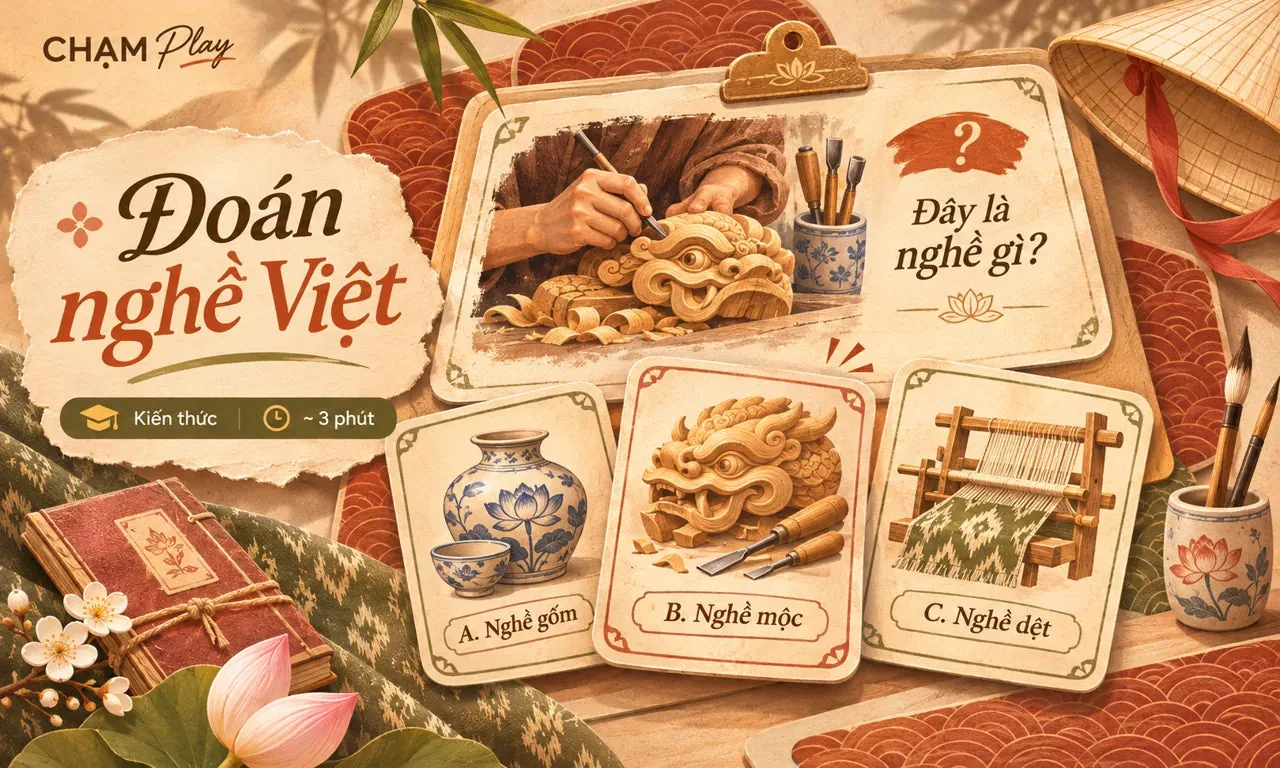 CHẠM Play
Đoán
nghề Việt
Kiến thức
~ 3 phút
?
Đây là
nghề gì?
A. Nghề gốm
B. Nghề mộc
C. Nghề dệt